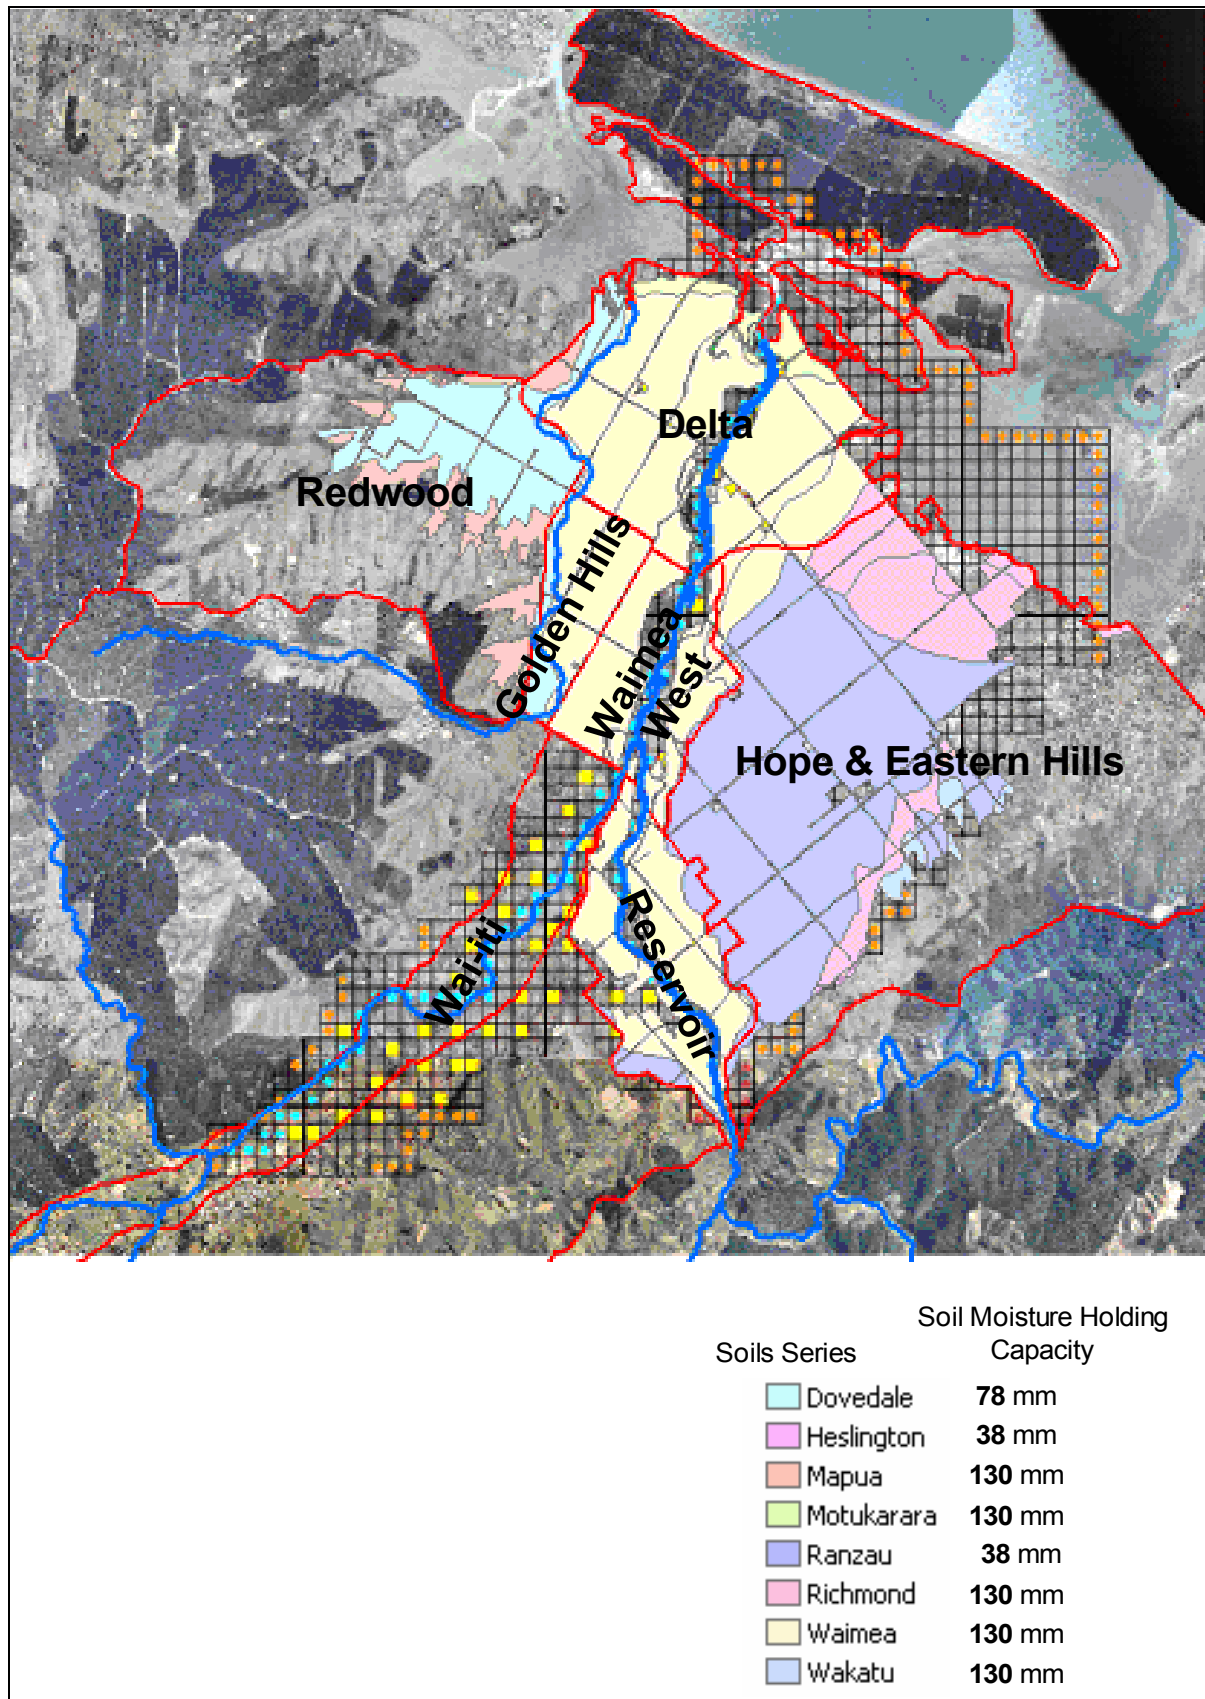 Delta
Redwood
Golden Hills
Waimea
West
Hope & Eastern Hills
Reservoir
Wai-iti
Soil Moisture Holding
Soils Series Capacity
Dovedale 78 mm
Heslington 38 mm
Mapua 130 mm
Motukarara 130 mm
Ranzau 38 mm
Richmond 130 mm
Waimea 130 mm
Wakatu 130 mm